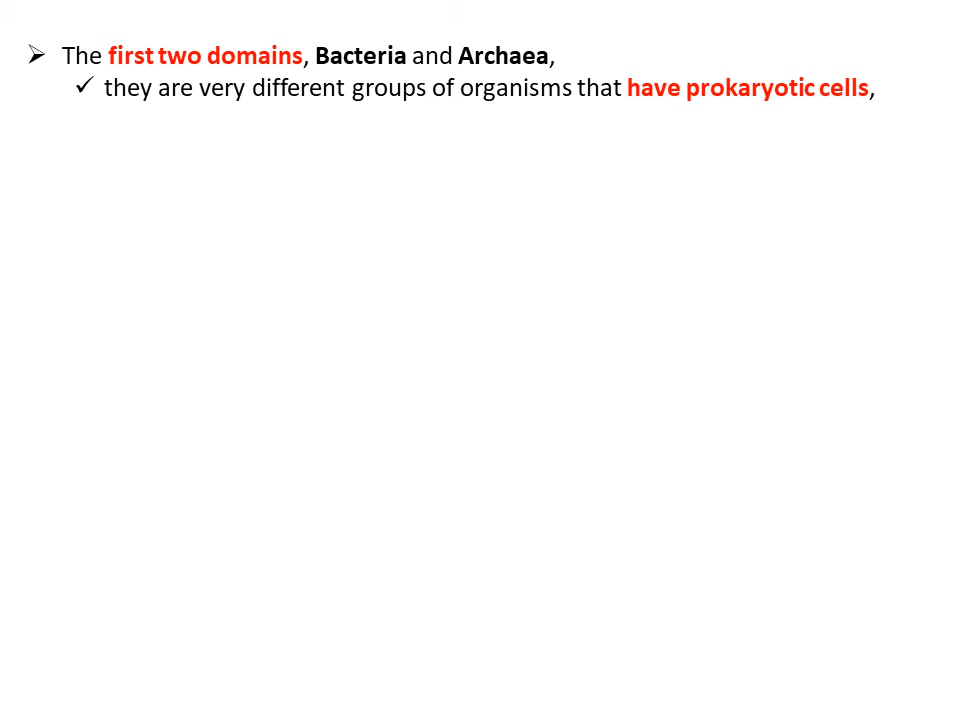 ➢ The first two domains, Bacteria and Archaea,
✓ they are very different groups of organisms that have prokaryotic cells,